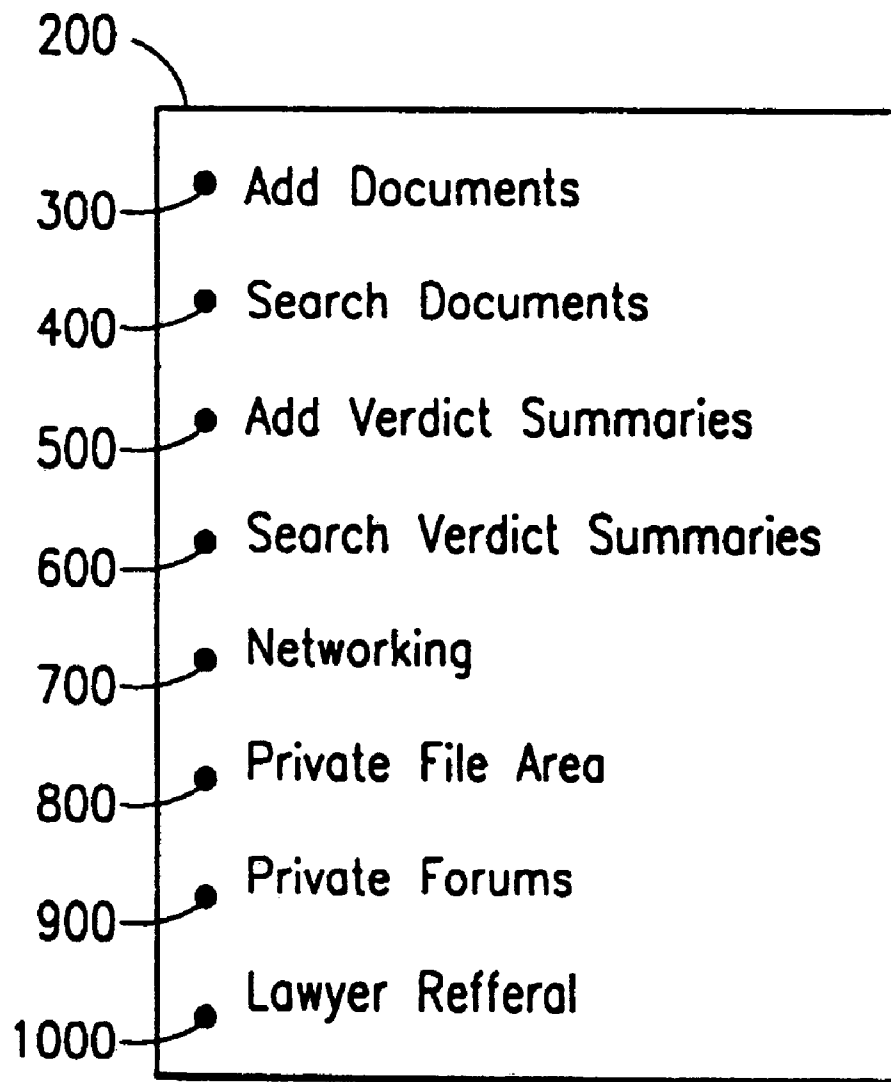 200
300 Add Documents
400 Search Documents
500 Add Verdict Summaries
600 Search Verdict Summaries
700 Networking
800 Private File Area
900 Private Forums
1000 Lawyer Refferal